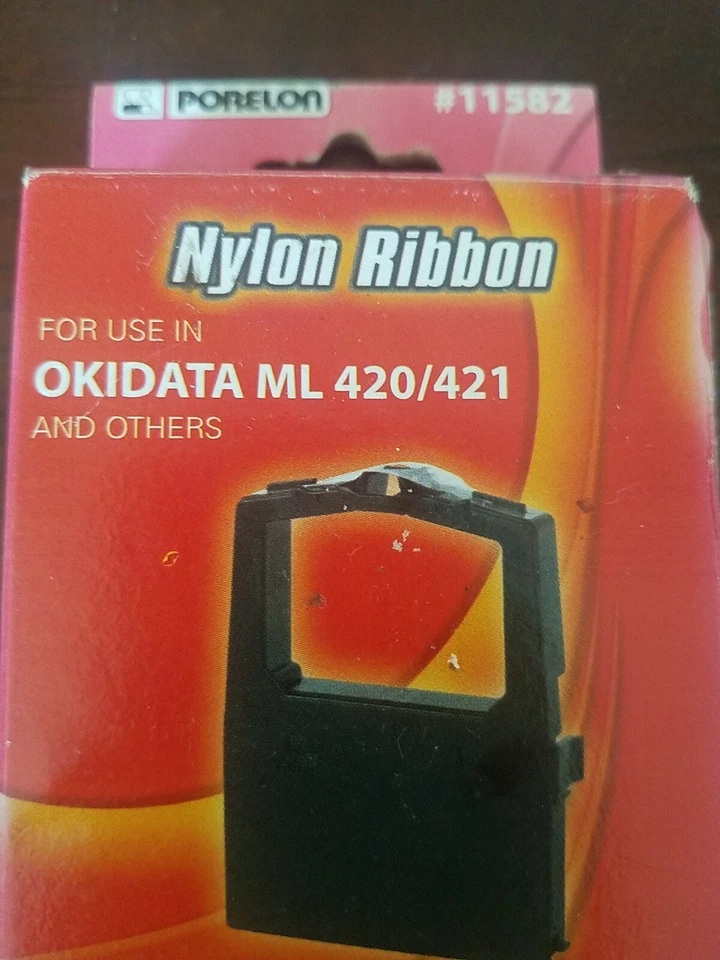 PORELON #11582
Nylon Ribbon
FOR USE IN
OKIDATA ML 420/421
AND OTHERS